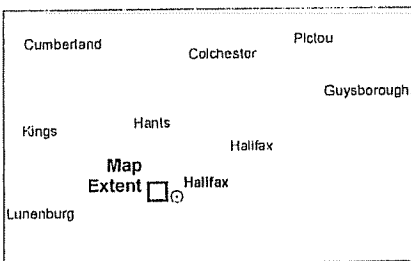 Pictou
Cumberland
Colchester
Guysborough
Hants
Kings
Halifax
Map
Extent
Halifax
Lunenburg